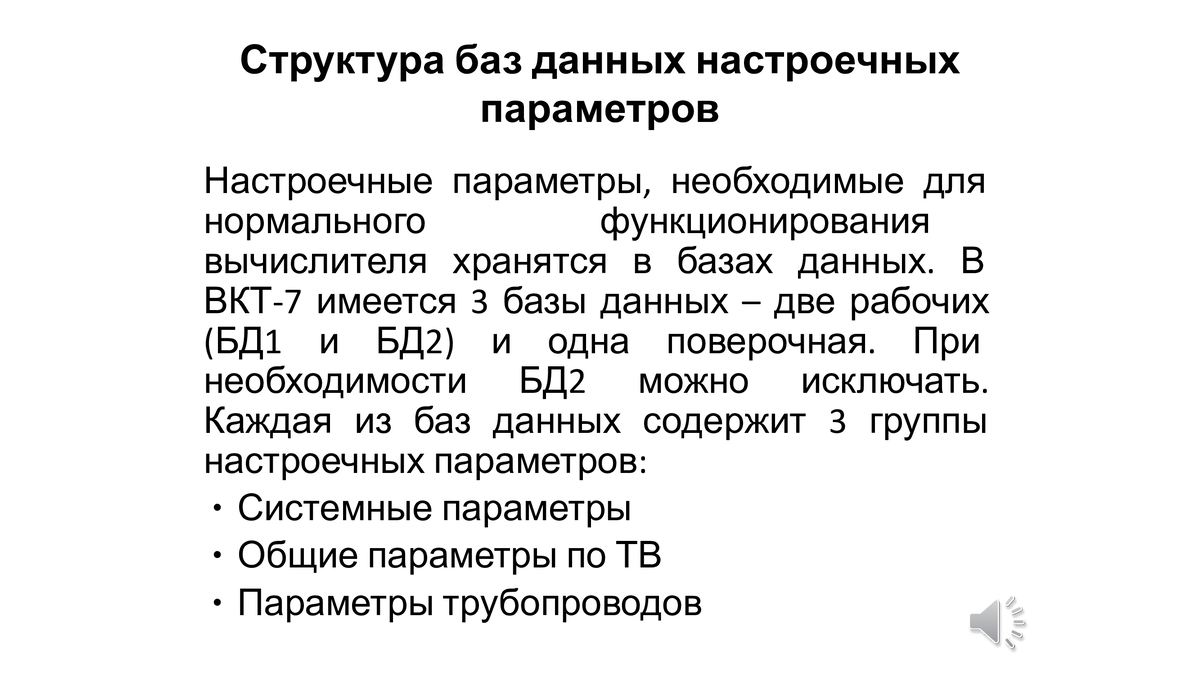 Структура баз данных настроечных
параметров
Настроечные параметры, необходимые для
нормального функционирования
вычислителя хранятся в базах данных. В
ВКТ-7 имеется 3 базы данных – две рабочих
(БД1 и БД2) и одна поверочная. При
необходимости БД2 можно исключать.
Каждая из баз данных содержит 3 группы
настроечных параметров:
• Системные параметры
• Общие параметры по ТВ
• Параметры трубопроводов